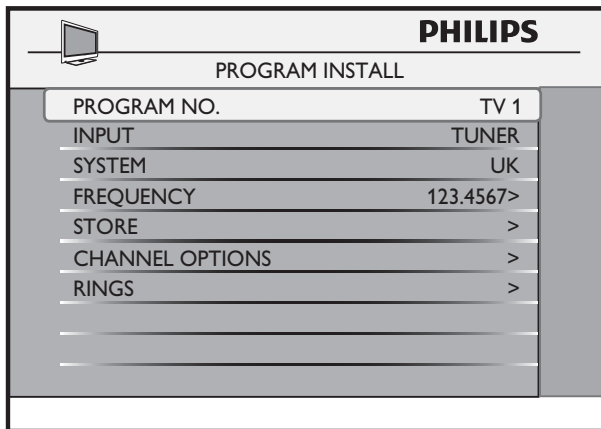 PHILIPS
PROGRAM INSTALL
PROGRAM NO. TV 1
INPUT TUNER
SYSTEM UK
FREQUENCY 123.4567>
STORE >
CHANNEL OPTIONS >
RINGS >